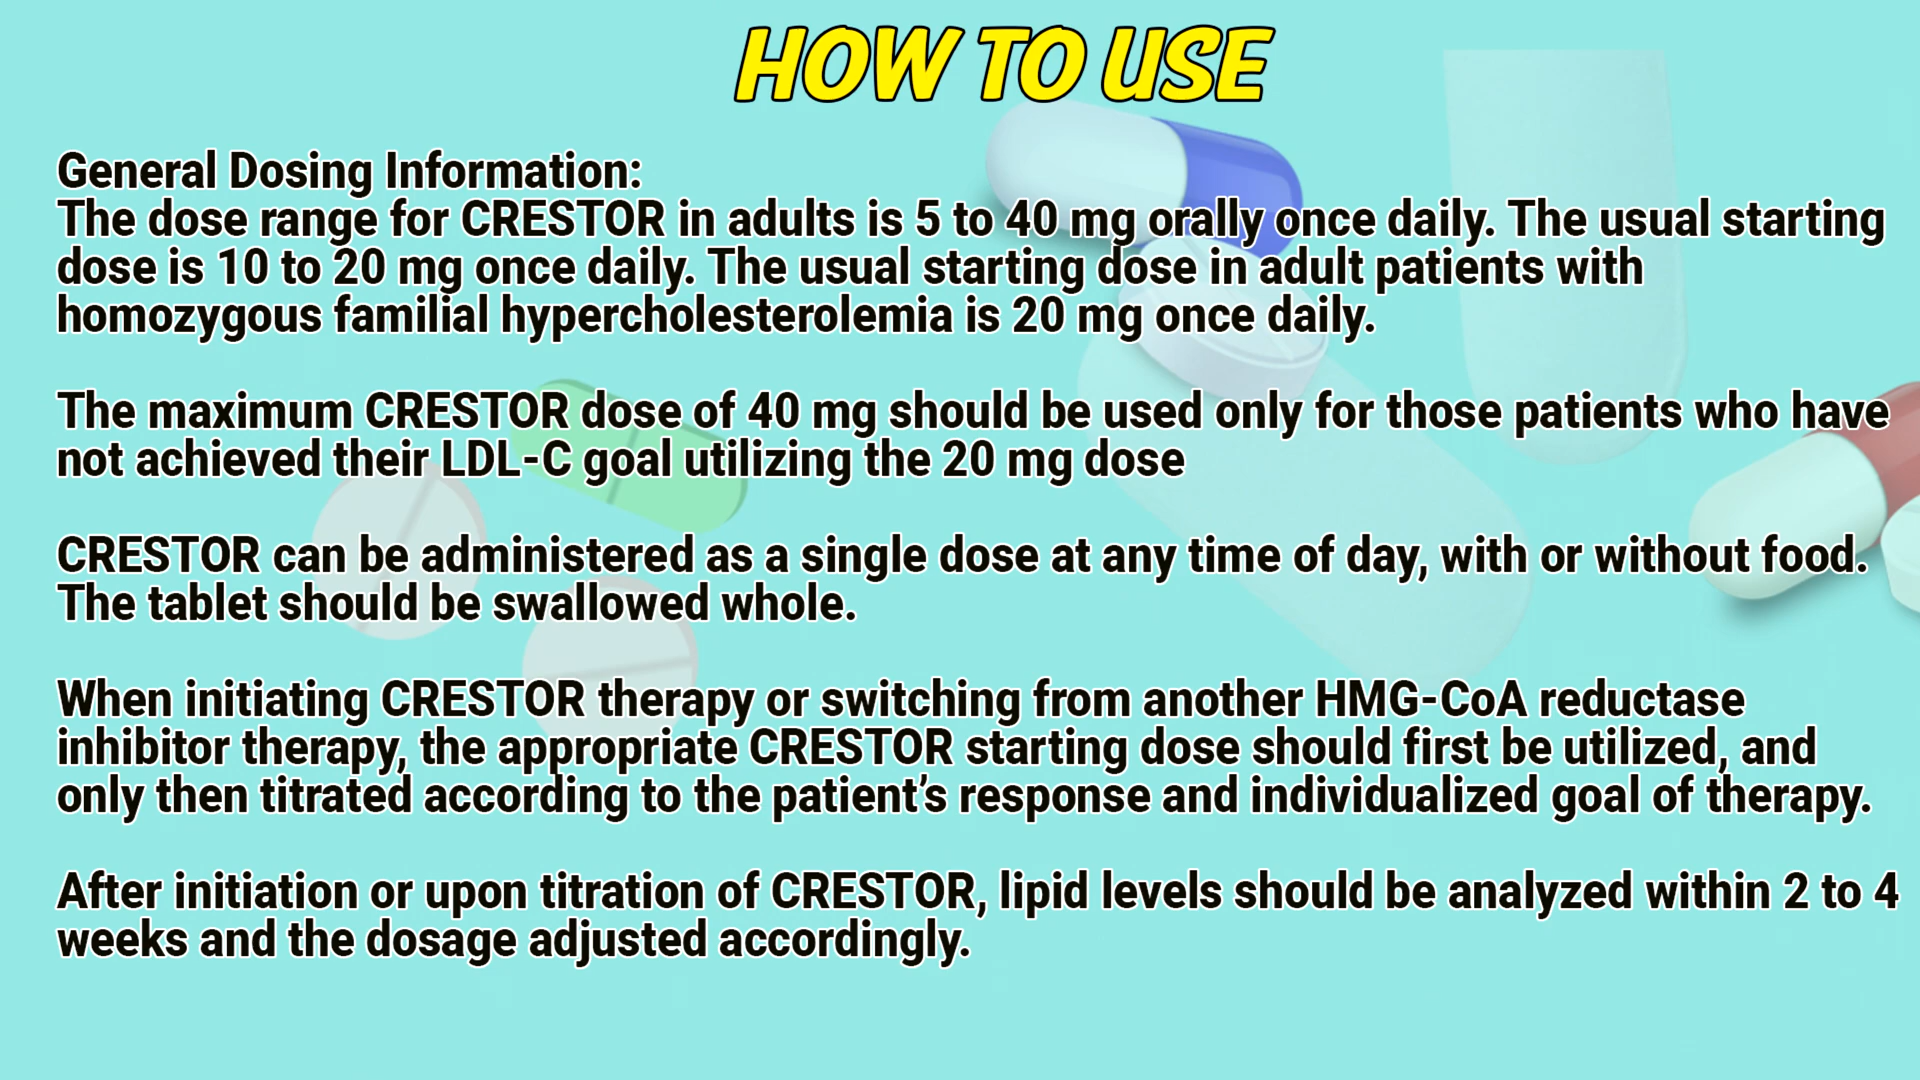 HOW TO USE
General Dosing Information:
The dose range for CRESTOR in adults is 5 to 40 mg orally once daily. The usual starting
dose is 10 to 20 mg once daily. The usual starting dose in adult patients with
homozygous familial hypercholesterolemia is 20 mg once daily.
The maximum CRESTOR dose of 40 mg should be used only for those patients who have
not achieved their LDL-C goal utilizing the 20 mg dose
CRESTOR can be administered as a single dose at any time of day, with or without food.
The tablet should be swallowed whole.
When initiating CRESTOR therapy or switching from another HMG-CoA reductase
inhibitor therapy, the appropriate CRESTOR starting dose should first be utilized, and
only then titrated according to the patient’s response and individualized goal of therapy.
After initiation or upon titration of CRESTOR, lipid levels should be analyzed within 2 to 4
weeks and the dosage adjusted accordingly.